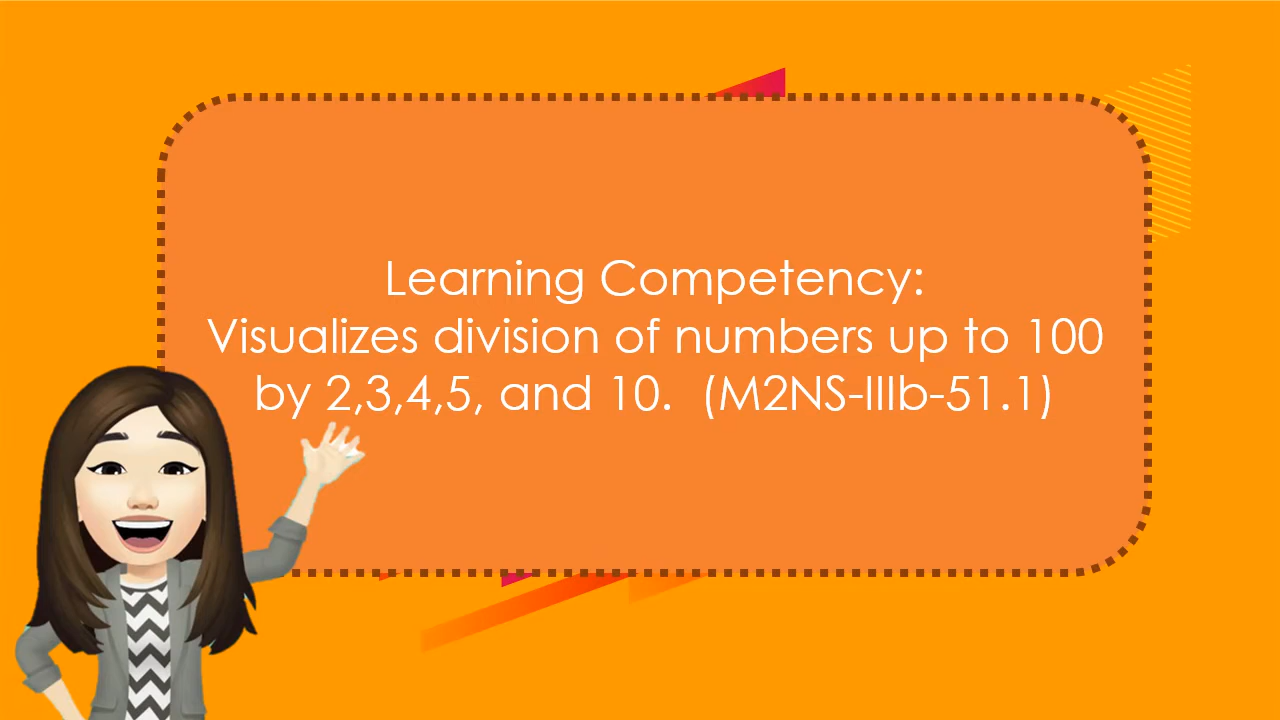 Learning Competency:
Visualizes division of numbers up to 100
by 2,3,4,5, and 10.  (M2NS-IIIb-51.1)